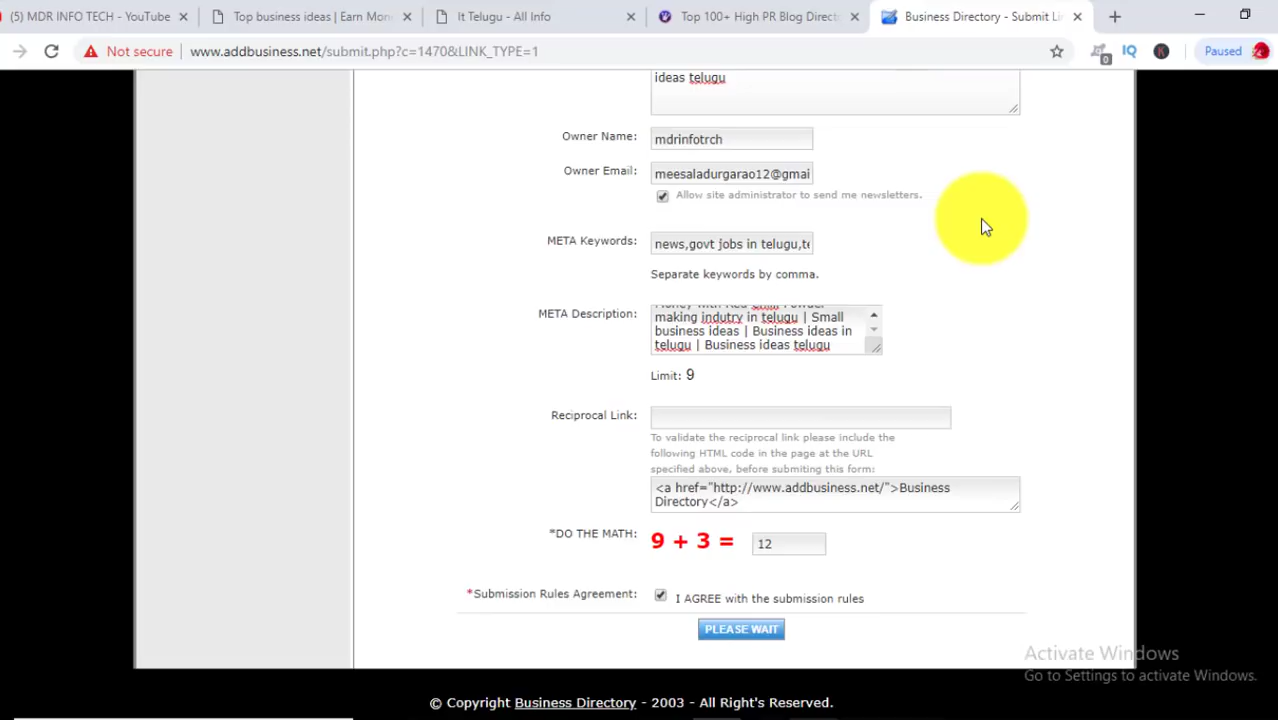 (5) MDR INFO TECH - YouTube
Top business ideas | Earn Mon
It Telugu - All Info
Top 100+ High PR Blog Direct
Business Directory - Submit Li
Not secure
www.addbusiness.net/submit.php?c=1470&LINK_TYPE=1
0
IQ
K
Paused
ideas telugu
Owner Name:
mdrinfotrch
Owner Email:
meesaladurgarao12@gmai
Allow site administrator to send me newsletters.
META Keywords:
news,govt jobs in telugu,te
Separate keywords by comma.
META Description:
making indutry in telugu | Small
business ideas | Business ideas in
telugu | Business ideas telugu
Limit: 9
Reciprocal Link:
To validate the reciprocal link please include the
following HTML code in the page at the URL
specified above, before submiting this form:
<a href="http://www.addbusiness.net/">Business
Directory</a>
*DO THE MATH:
9 + 3 =
12
*Submission Rules Agreement:
I AGREE with the submission rules
PLEASE WAIT
Activate Windows
Go to Settings to activate Windows.
© Copyright Business Directory - 2003 - All Right's Reserved.